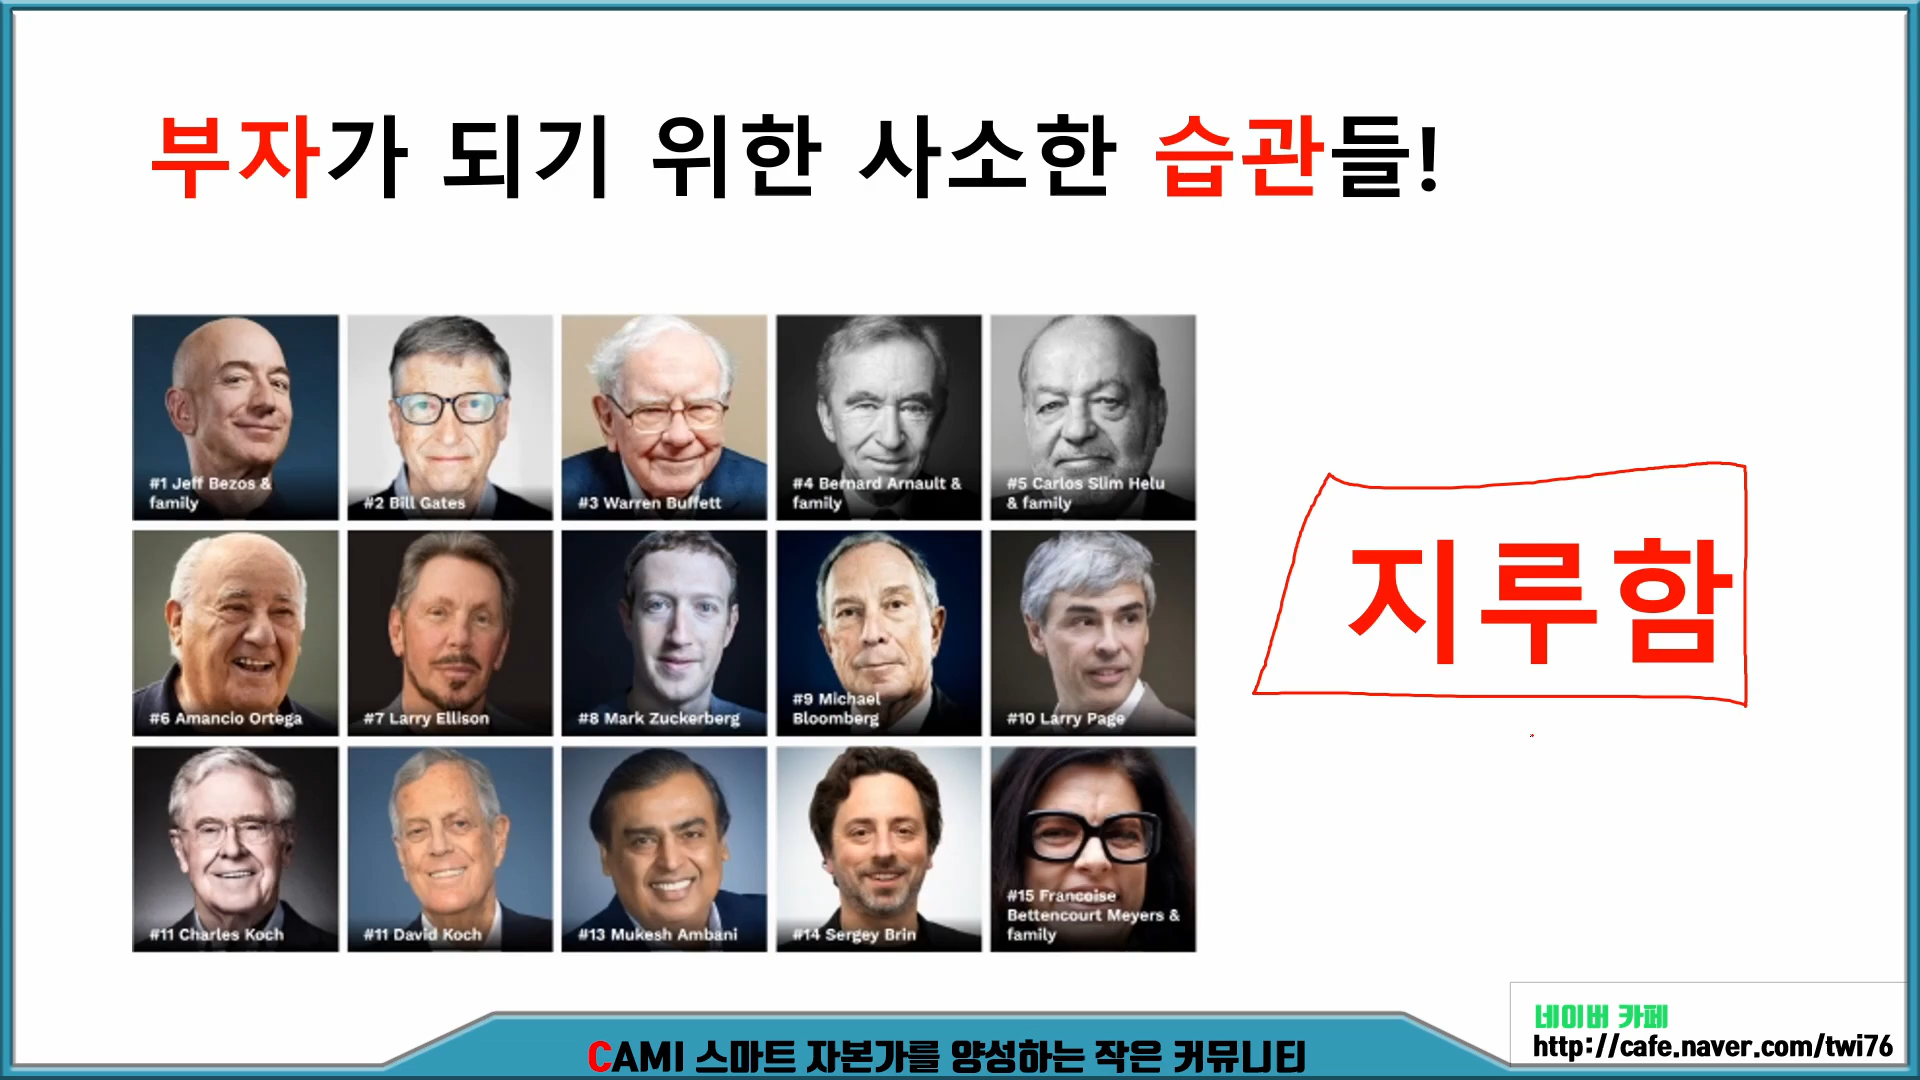 부자가 되기 위한 사소한 습관들!
#1 Jeff Bezos &
family
#2 Bill Gates
#3 Warren Buffett
#4 Bernard Arnault &
family
#5 Carlos Slim Helu
& family
#6 Amancio Ortega
#7 Larry Ellison
#8 Mark Zuckerberg
#9 Michael
Bloomberg
#10 Larry Page
지루함
#11 Charles Koch
#11 David Koch
#13 Mukesh Ambani
#14 Sergey Brin
#15 Francoise
Bettencourt Meyers &
family
네이버 카페
http://cafe.naver.com/twi76
CAMI 스마트 자본가를 양성하는 작은 커뮤니티